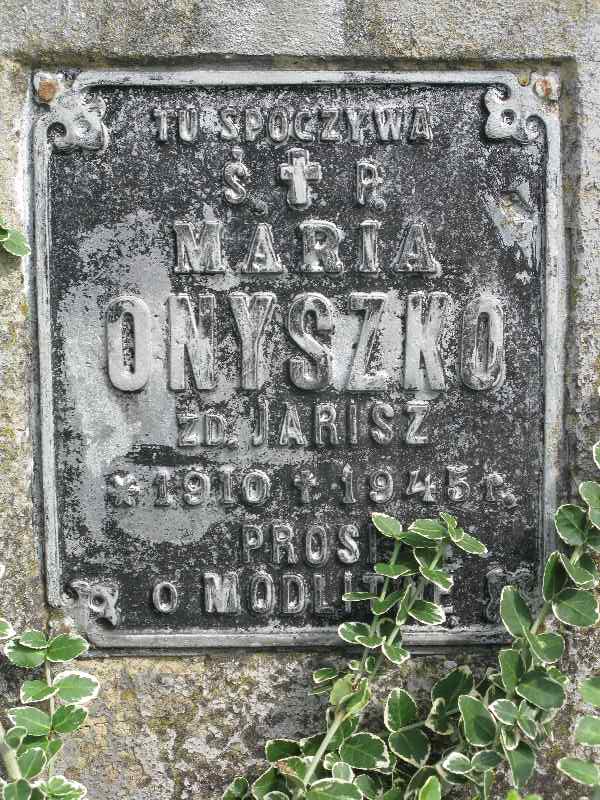 TU SPOCZYWA
Ś. † P.
MARIA
ONYSZKO
ZD. JARISZ
* 1910 † 1945 r.
PROSI
O MODLITWĘ